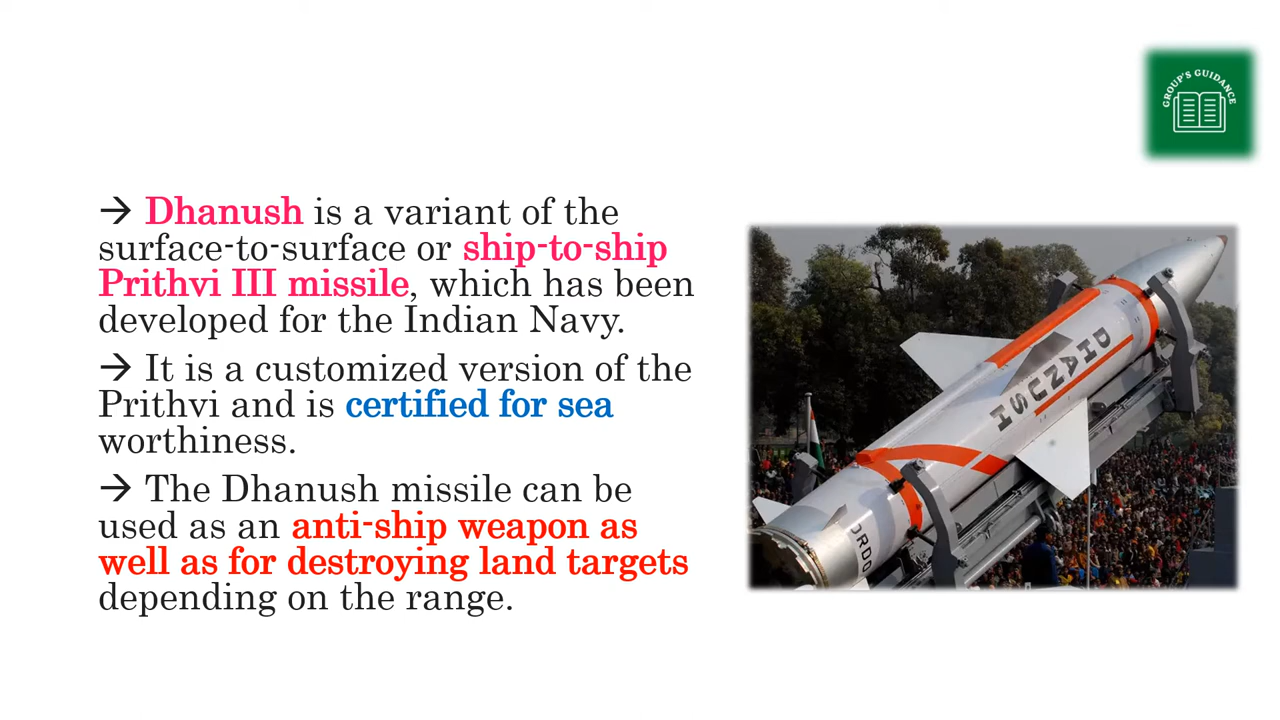 GROUP'S GUIDANCE
→ Dhanush is a variant of the
surface-to-surface or ship-to-ship
Prithvi III missile, which has been
developed for the Indian Navy.
→ It is a customized version of the
Prithvi and is certified for sea
worthiness.
→ The Dhanush missile can be
used as an anti-ship weapon as
well as for destroying land targets
depending on the range.
DHANUSH
DRDO